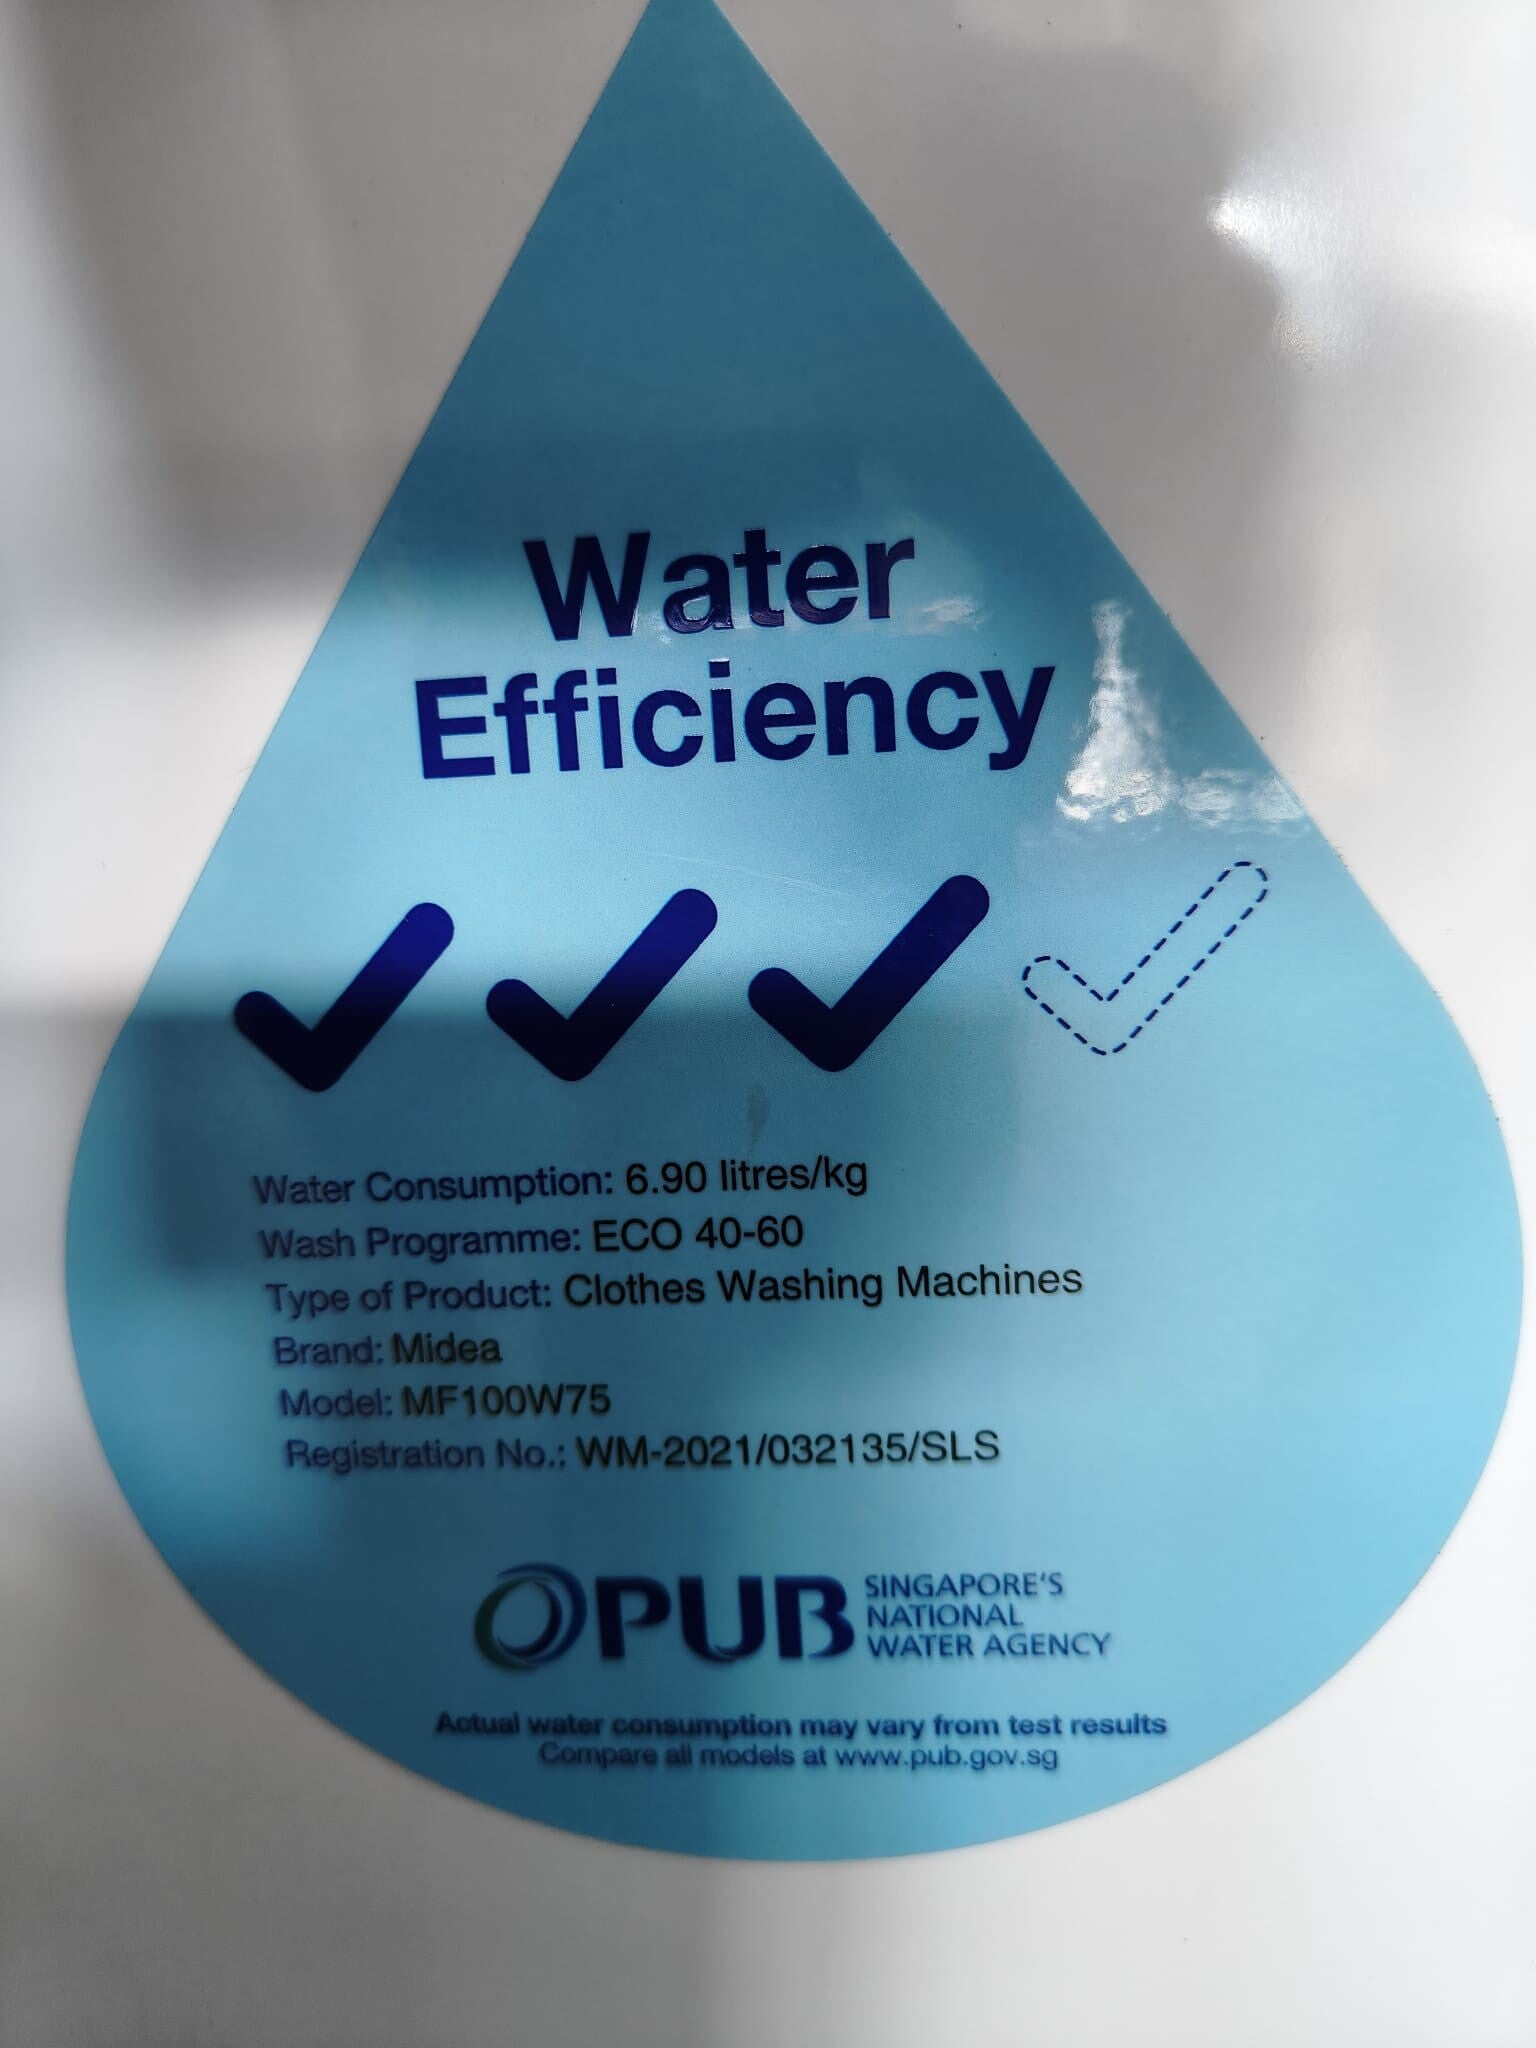 Water
Efficiency
Water Consumption: 6.90 litres/kg
Wash Programme: ECO 40-60
Type of Product: Clothes Washing Machines
Brand: Midea
Model: MF100W75
Registration No.: WM-2021/032135/SLS
PUB SINGAPORE'S
NATIONAL
WATER AGENCY
Actual water consumption may vary from test results
Compare all models at www.pub.gov.sg